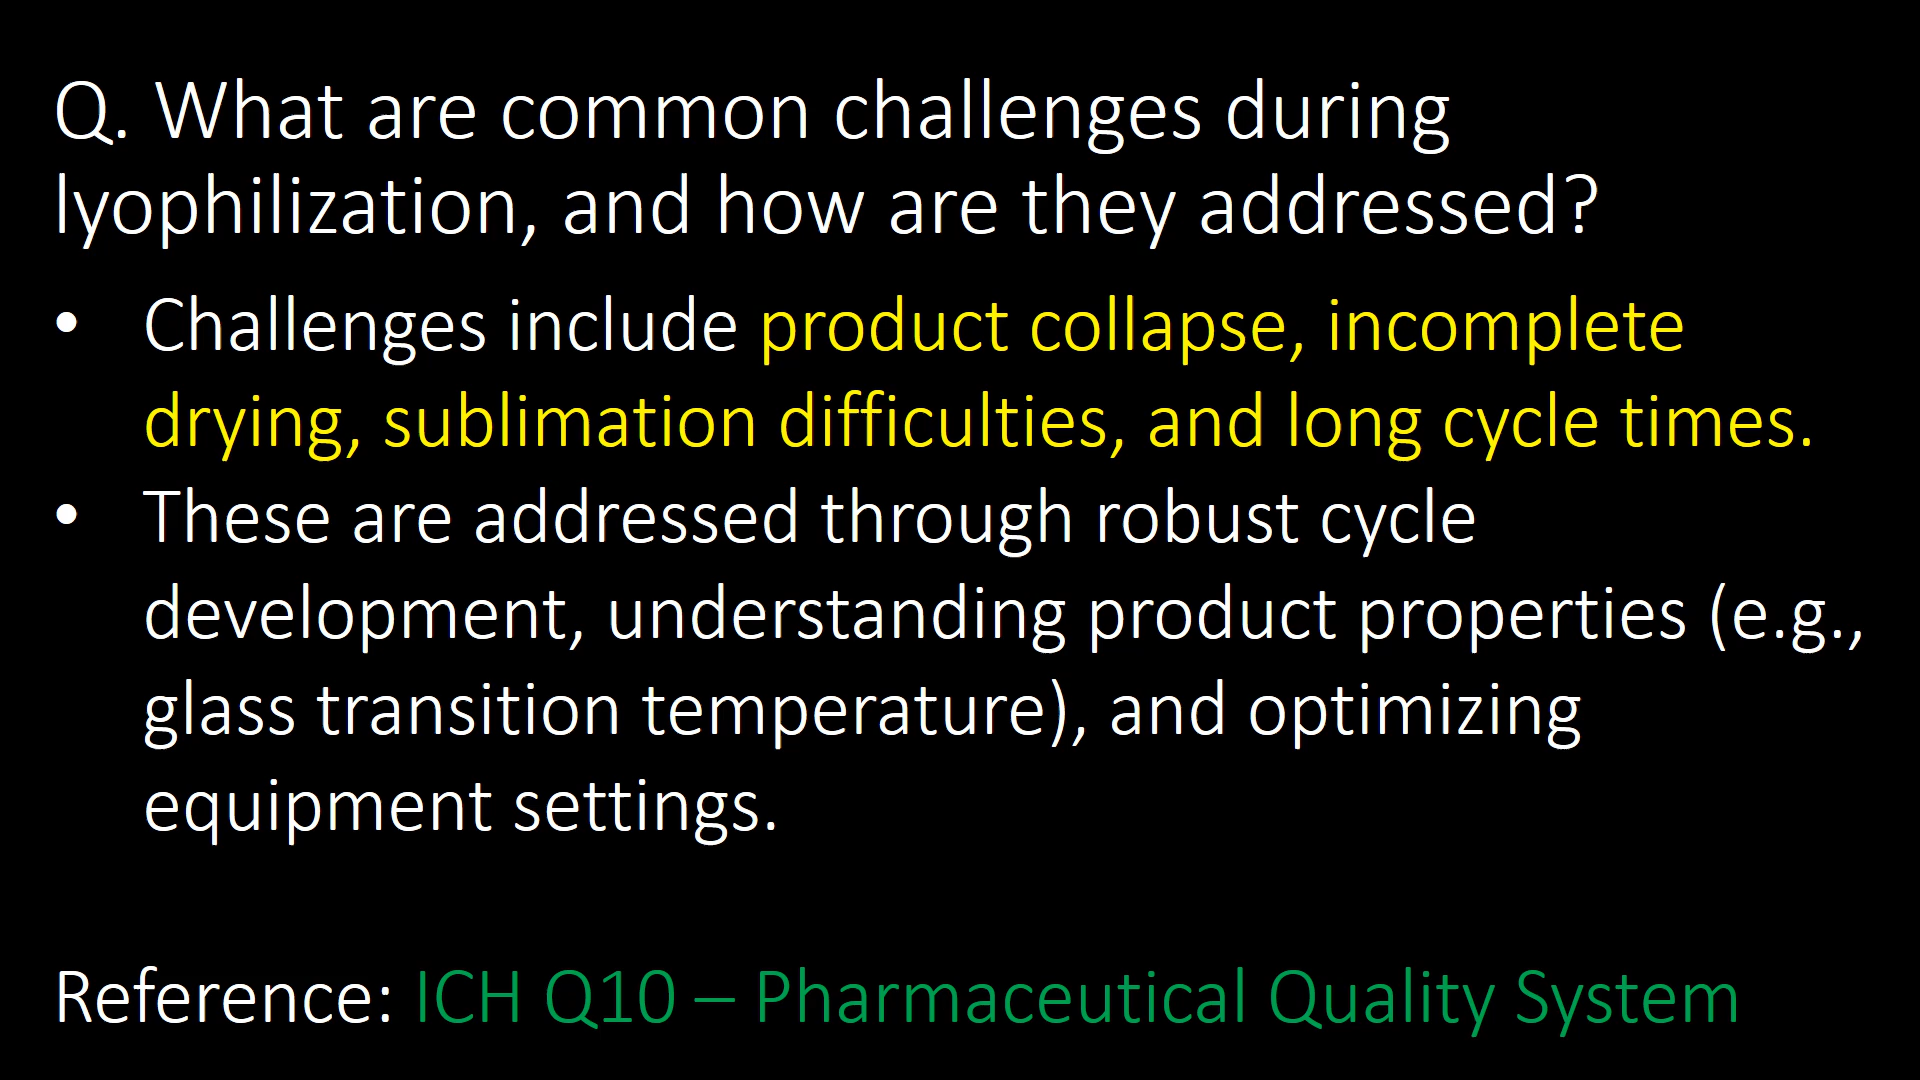 Q. What are common challenges during
lyophilization, and how are they addressed?
• Challenges include product collapse, incomplete
drying, sublimation difficulties, and long cycle times.
• These are addressed through robust cycle
development, understanding product properties (e.g.,
glass transition temperature), and optimizing
equipment settings.
Reference: ICH Q10 – Pharmaceutical Quality System